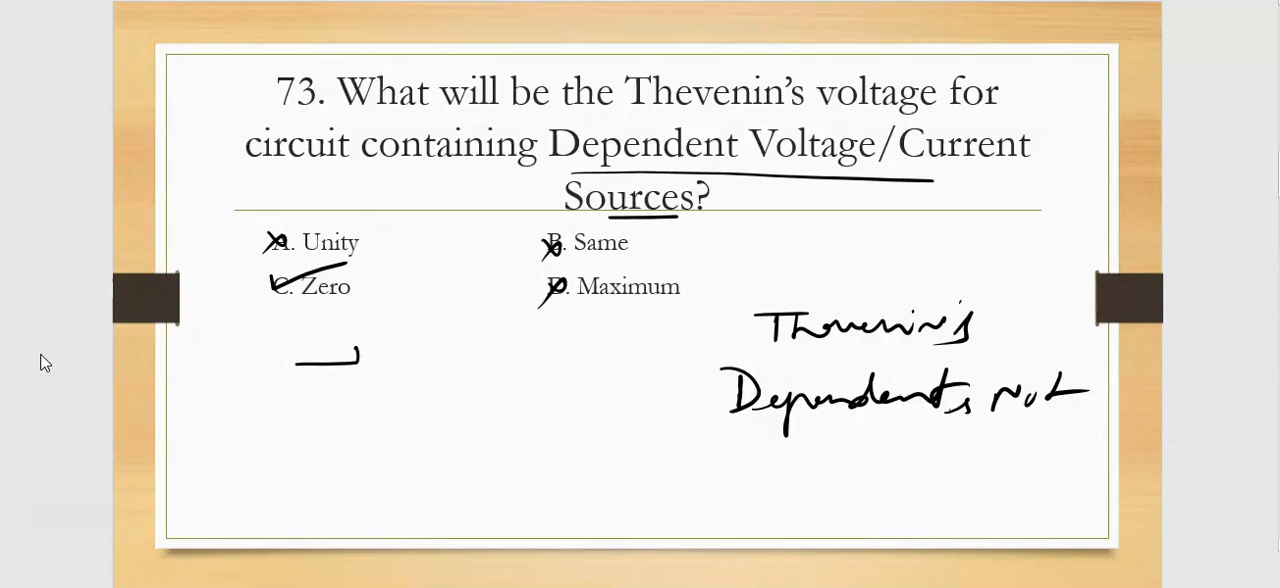 73. What will be the Thevenin's voltage for
circuit containing Dependent Voltage/Current
Sources?
A. Unity
B. Same
C. Zero
D. Maximum
Thevenin's
Dependents Not